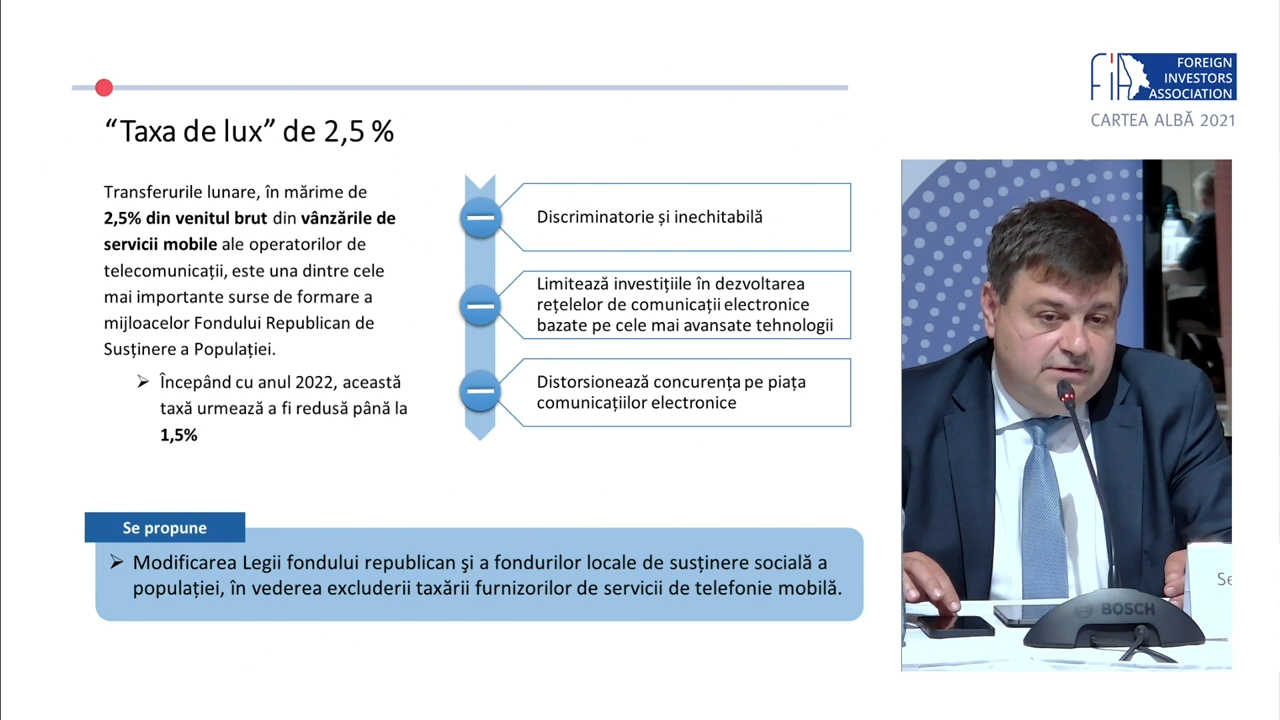 FIA
FOREIGN
INVESTORS
ASSOCIATION
CARTEA ALBĂ 2021
“Taxa de lux” de 2,5 %
Transferurile lunare, în mărime de
2,5% din venitul brut din vânzările de
servicii mobile ale operatorilor de
telecomunicații, este una dintre cele
mai importante surse de formare a
mijloacelor Fondului Republican de
Susținere a Populației.
➢ Începând cu anul 2022, această
taxă urmează a fi redusă până la
1,5%
Discriminatorie și inechitabilă
Limitează investițiile în dezvoltarea
rețelelor de comunicații electronice
bazate pe cele mai avansate tehnologii
Distorsionează concurența pe piața
comunicațiilor electronice
Se propune
➢ Modificarea Legii fondului republican şi a fondurilor locale de susținere socială a
populației, în vederea excluderii taxării furnizorilor de servicii de telefonie mobilă.
BOSCH
Se